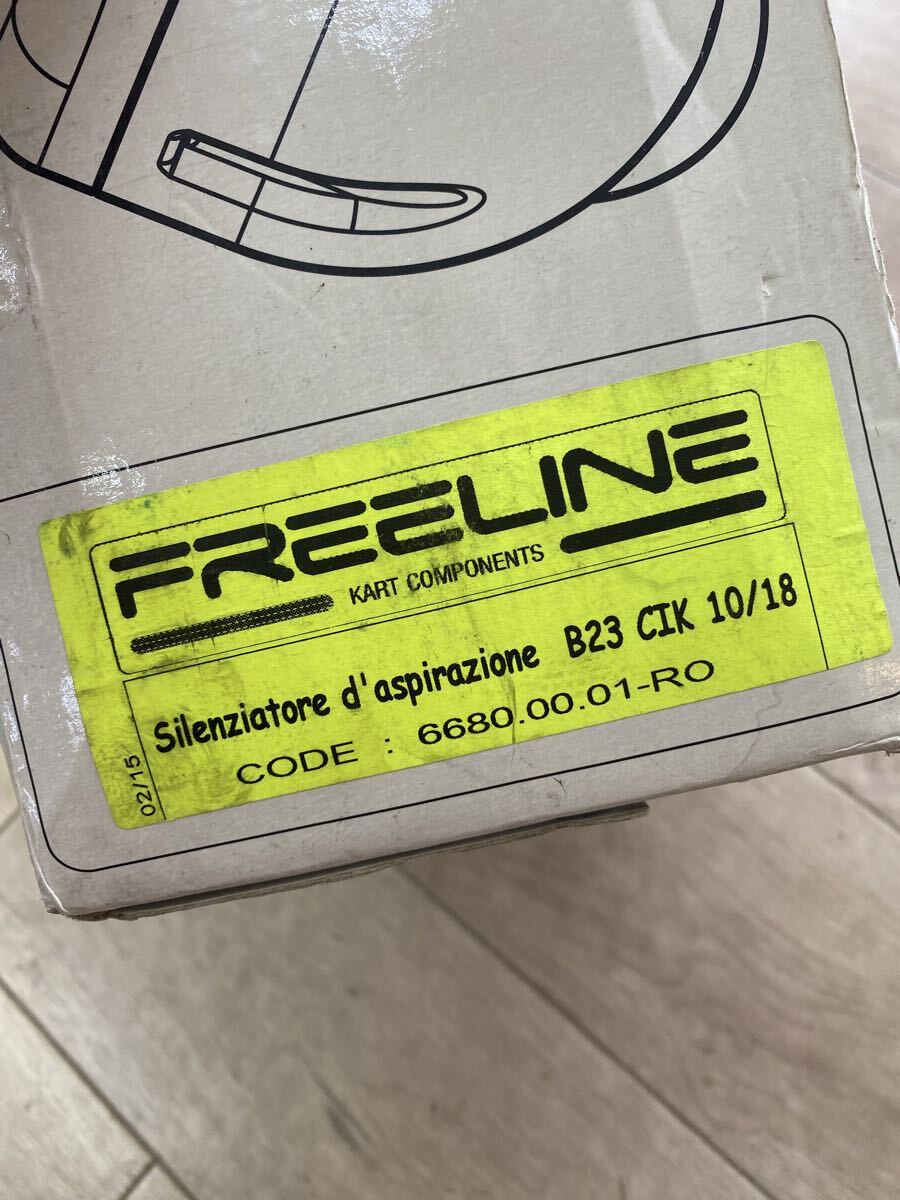 FREELINE
KART COMPONENTS
Silenziatore d'aspirazione B23 CIK 10/18
CODE : 6680.00.01-RO
02/15